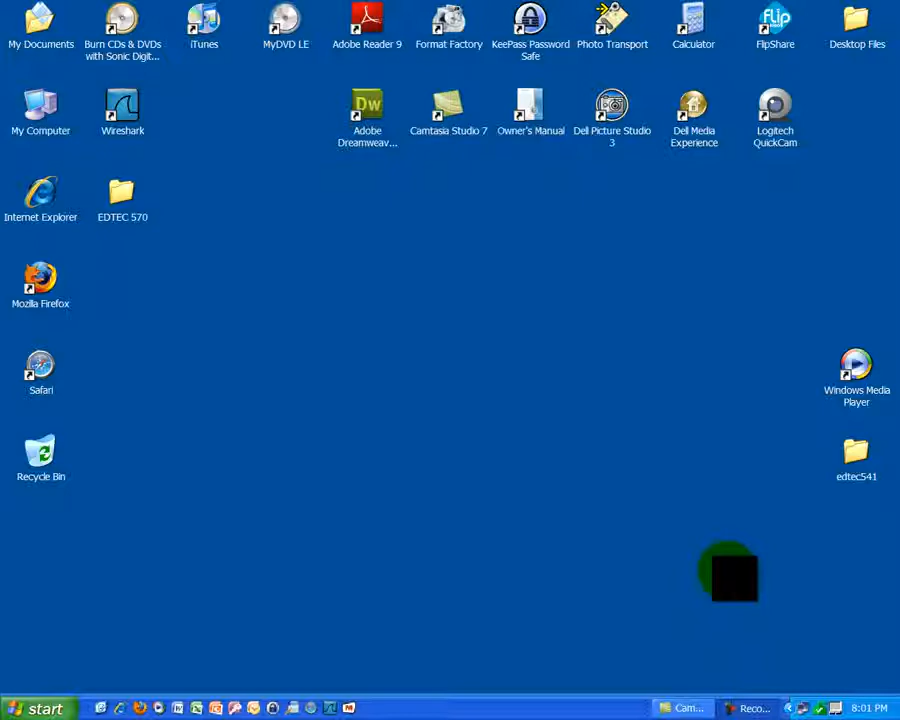 My Documents
Burn CDs & DVDs
with Sonic Digit...
iTunes
MyDVD LE
Adobe Reader 9
Format Factory
KeePass Password
Safe
Photo Transport
Calculator
flip
FlipShare
Desktop Files
My Computer
Wireshark
Dw
Adobe
Dreamweav...
Camtasia Studio 7
Owner's Manual
Dell Picture Studio
3
Dell Media
Experience
Logitech
QuickCam
Internet Explorer
EDTEC 570
Mozilla Firefox
Safari
Windows Media
Player
Recycle Bin
edtec541
start
Cam...
Reco...
8:01 PM